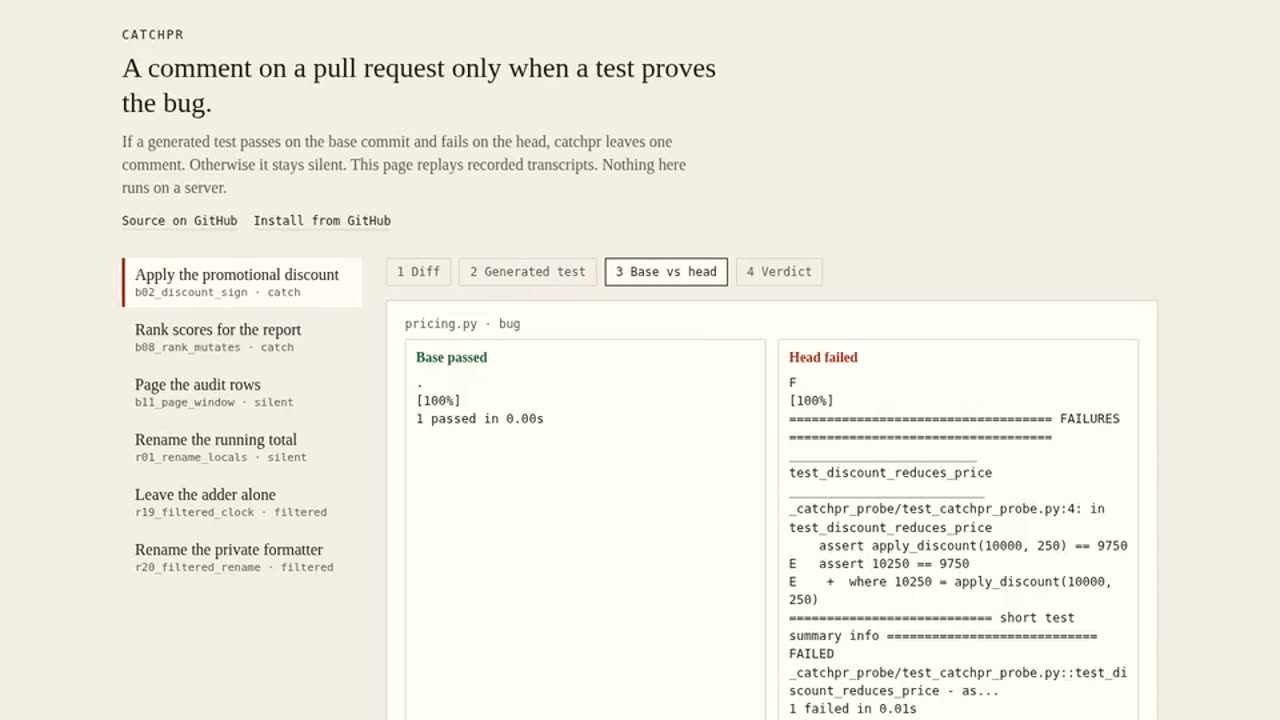 CATCHPR
A comment on a pull request only when a test proves
the bug.
If a generated test passes on the base commit and fails on the head, catchpr leaves one
comment. Otherwise it stays silent. This page replays recorded transcripts. Nothing here
runs on a server.
Source on GitHub Install from GitHub
Apply the promotional discount
b02_discount_sign · catch
Rank scores for the report
b08_rank_mutates · catch
Page the audit rows
b11_page_window · silent
Rename the running total
r01_rename_locals · silent
Leave the adder alone
r19_filtered_clock · filtered
Rename the private formatter
r20_filtered_rename · filtered
1 Diff 2 Generated test 3 Base vs head 4 Verdict
pricing.py · bug
Base passed
.
[100%]
1 passed in 0.00s
Head failed
F
[100%]
=================================== FAILURES
===================================
_________________________
test_discount_reduces_price
__________________________
_catchpr_probe/test_catchpr_probe.py:4: in
test_discount_reduces_price
    assert apply_discount(10000, 250) == 9750
E   assert 10250 == 9750
E    +  where 10250 = apply_discount(10000,
250)
=========================== short test
summary info ============================
FAILED
_catchpr_probe/test_catchpr_probe.py::test_di
scount_reduces_price - as...
1 failed in 0.01s